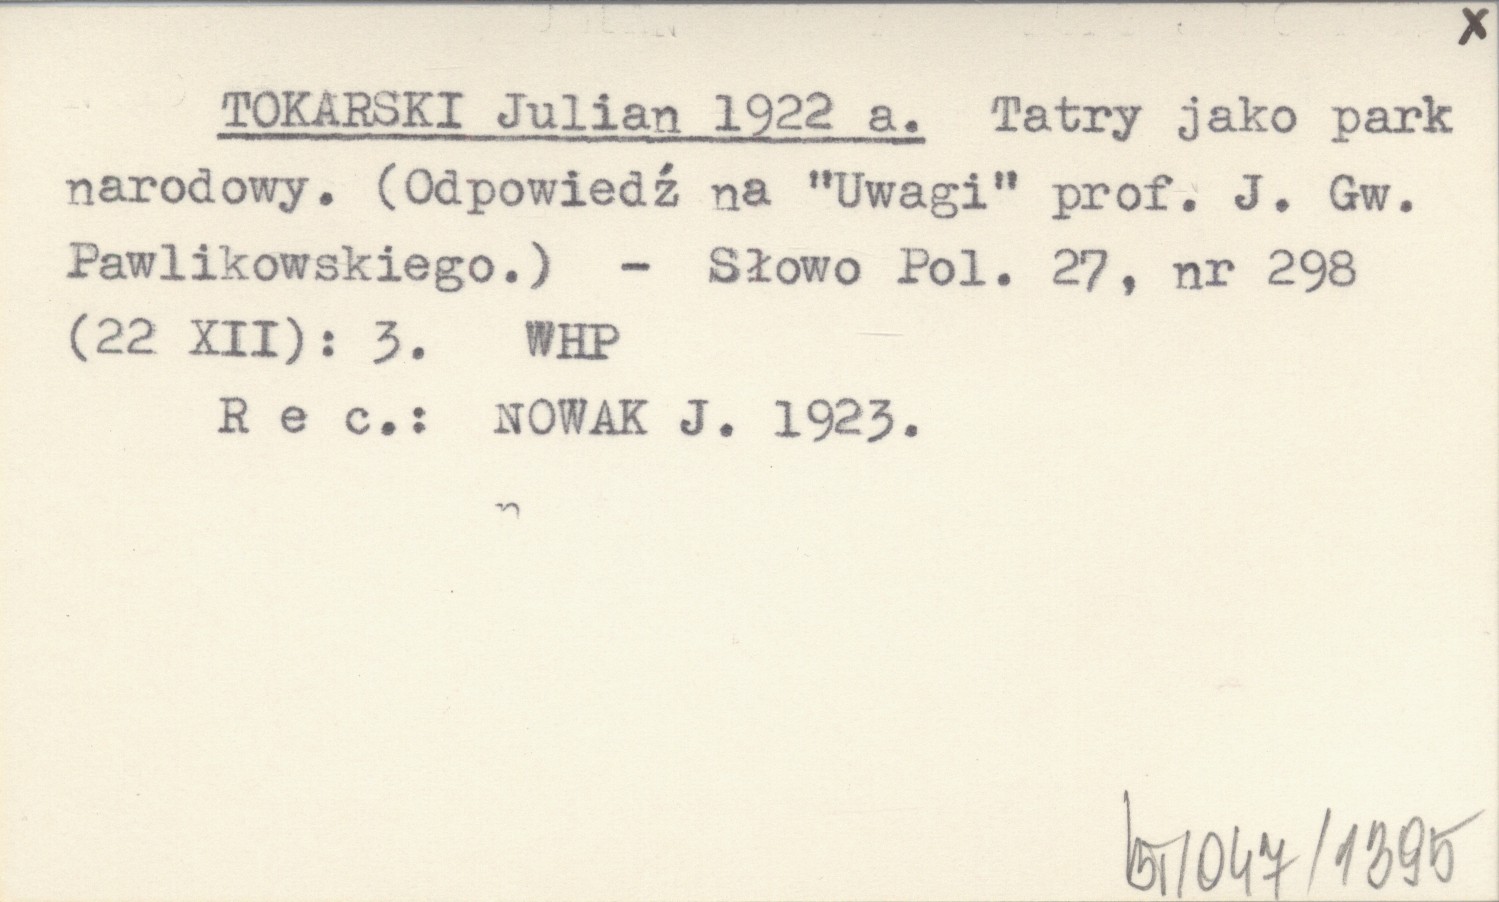 x
TOKARSKI Julian 1922 a. Tatry jako park
narodowy. (Odpowiedź na "Uwagi" prof. J. Gw.
Pawlikowskiego.) - Słowo Pol. 27, nr 298
(22 XII): 3. WHP
R e c.: NOWAK J. 1923.
/047/1395